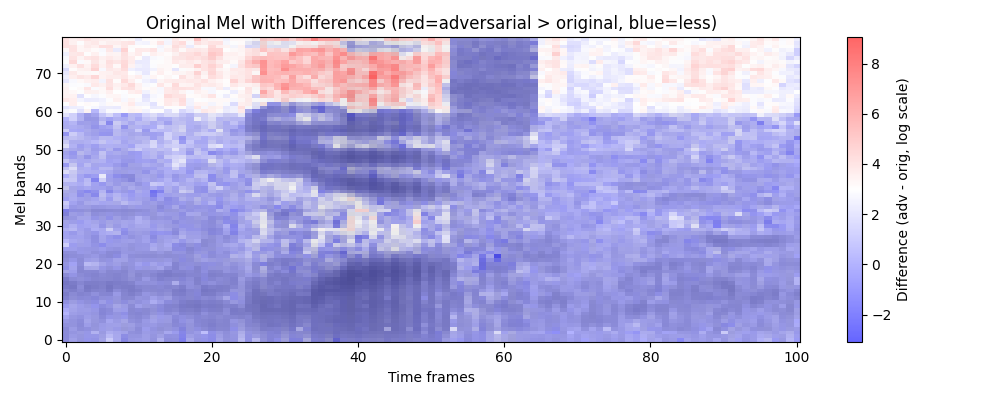 Original Mel with Differences (red=adversarial > original, blue=less)
Mel bands
70
60
50
40
30
20
10
0
0 20 40 60 80 100
Time frames
8
6
4
2
0
−2
Difference (adv - orig, log scale)